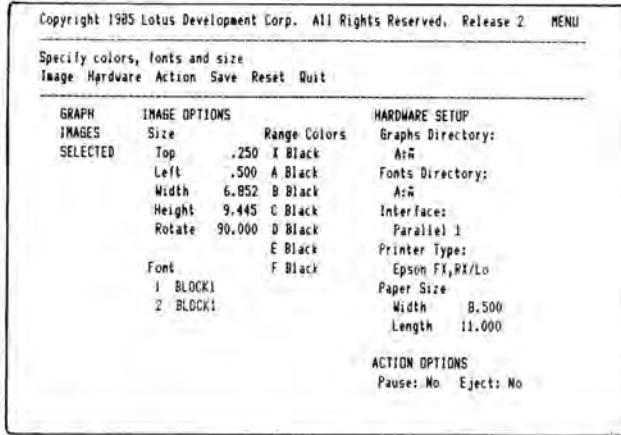 Copyright 1985 Lotus Development Corp. All Rights Reserved. Release 2 MENU
Specify colors, fonts and size
Image Hardware Action Save Reset Quit
GRAPH IMAGE OPTIONS HARDWARE SETUP
IMAGES Size Range Colors Graphs Directory:
SELECTED Top .250 X Black A:ñ
Left .500 A Black Fonts Directory:
Width 6.852 B Black A:ñ
Height 9.445 C Black Interface:
Rotate 90.000 D Black Parallel 1
E Black Printer Type:
Font F Black Epson FX,RX/Lo
1 BLOCK1 Paper Size
2 BLOCK1 Width 8.500
Length 11.000
ACTION OPTIONS
Pause: No Eject: No